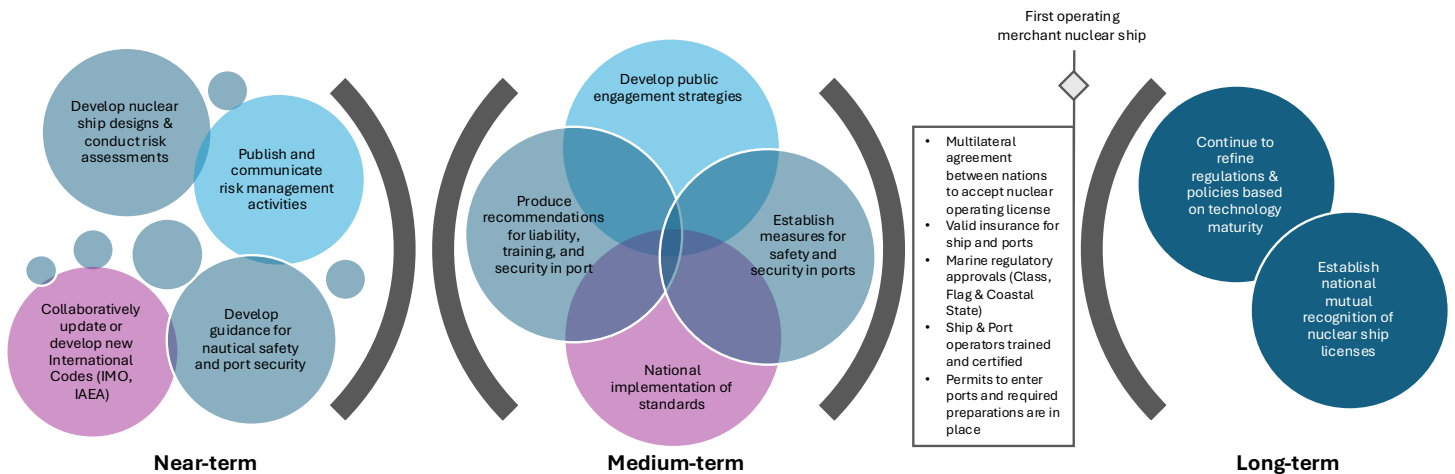 Develop nuclear
ship designs &
conduct risk
assessments
Publish and
communicate
risk management
activities
Collaboratively
update or
develop new
International
Codes (IMO,
IAEA)
Develop
guidance for
nautical safety
and port security
Near-term
Develop public
engagement strategies
Produce
recommendations
for liability,
training, and
security in port
Establish
measures for
safety and
security in ports
National
implementation of
standards
Medium-term
First operating
merchant nuclear ship
• Multilateral
agreement
between nations
to accept nuclear
operating license
• Valid insurance for
ship and ports
• Marine regulatory
approvals (Class,
Flag & Coastal
State)
• Ship & Port
operators trained
and certified
• Permits to enter
ports and required
preparations are in
place
Continue to
refine
regulations &
policies based
on technology
maturity
Establish
national
mutual
recognition of
nuclear ship
licenses
Long-term